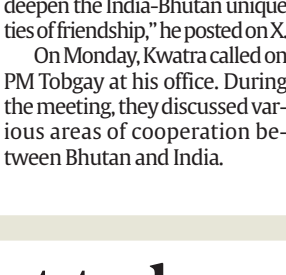 deepen the India-Bhutan unique
ties of friendship,” he posted on X.
On Monday, Kwatra called on
PM Tobgay at his office. During
the meeting, they discussed var-
ious areas of cooperation be-
tween Bhutan and India.